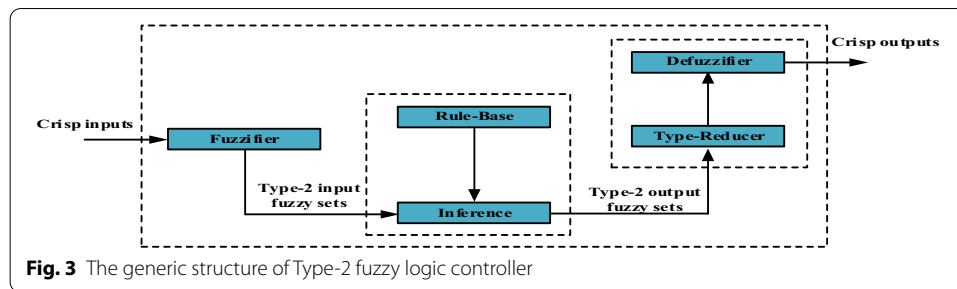 Crisp outputs
Defuzzifier
Crisp inputs
Rule-Base
Fuzzifier
Type-Reducer
Type-2 input
fuzzy sets
Type-2 output
fuzzy sets
Inference
Fig. 3 The generic structure of Type-2 fuzzy logic controller